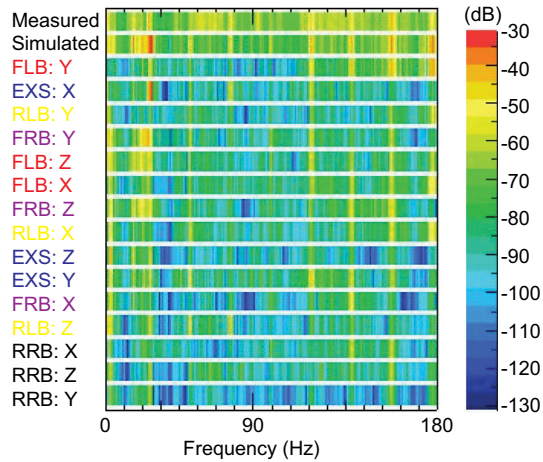 (dB)
Measured
Simulated
FLB: Y
EXS: X
RLB: Y
FRB: Y
FLB: Z
FLB: X
FRB: Z
RLB: X
EXS: Z
EXS: Y
FRB: X
RLB: Z
RRB: X
RRB: Z
RRB: Y
-30
-40
-50
-60
-70
-80
-90
-100
-110
-120
-130
0 90 180
Frequency (Hz)